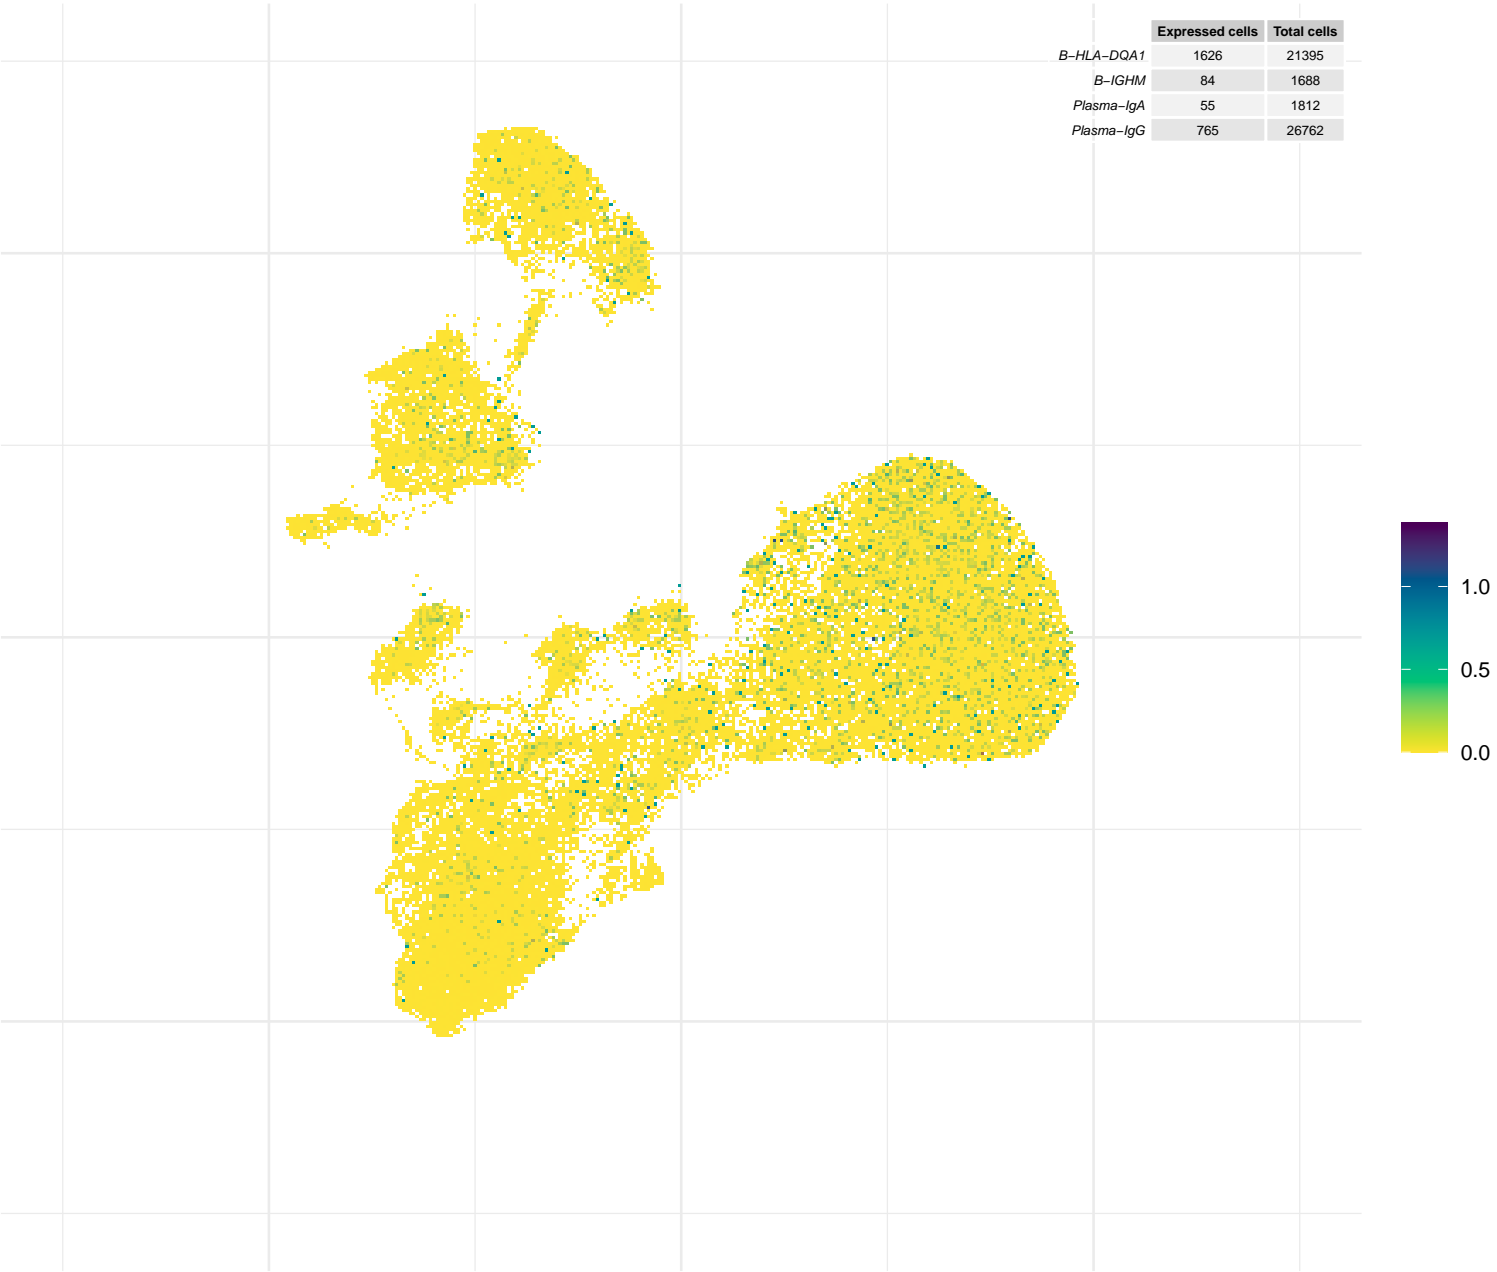 Expressed cells Total cells
B−HLA−DQA1 1626 21395
B−IGHM 84 1688
Plasma−IgA 55 1812
Plasma−IgG 765 26762
1.0
0.5
0.0